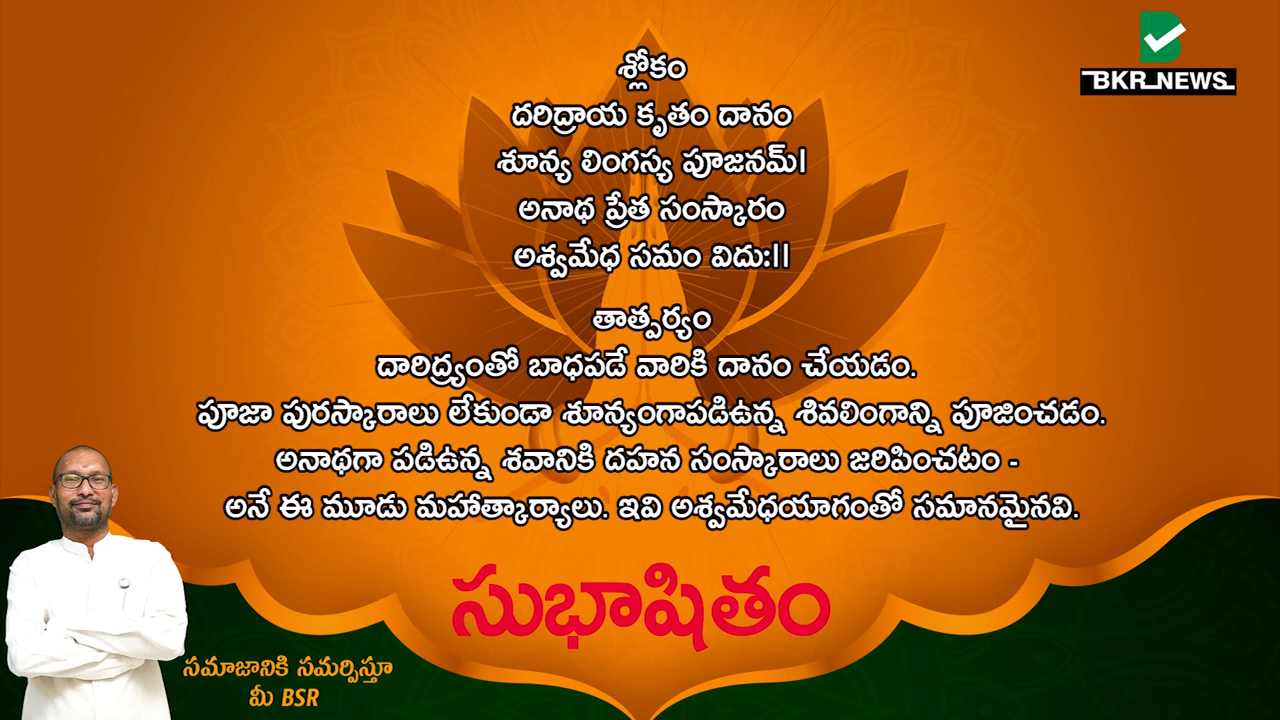 BKR NEWS
శ్లోకం
దరిద్రాయ కృతం దానం
శూన్య లింగస్య పూజనమ్।
అనాథ ప్రేత సంస్కారం
అశ్వమేధ సమం విదుః॥
తాత్పర్యం
దారిద్ర్యంతో బాధపడే వారికి దానం చేయడం.
పూజా పురస్కారాలు లేకుండా శూన్యంగాపడిఉన్న శివలింగాన్ని పూజించడం.
అనాథగా పడిఉన్న శవానికి దహన సంస్కారాలు జరిపించటం -
అనే ఈ మూడు మహాత్కార్యాలు. ఇవి అశ్వమేధయాగంతో సమానమైనవి.
సుభాషితం
సమాజానికి సమర్పిస్తూ
మీ BSR